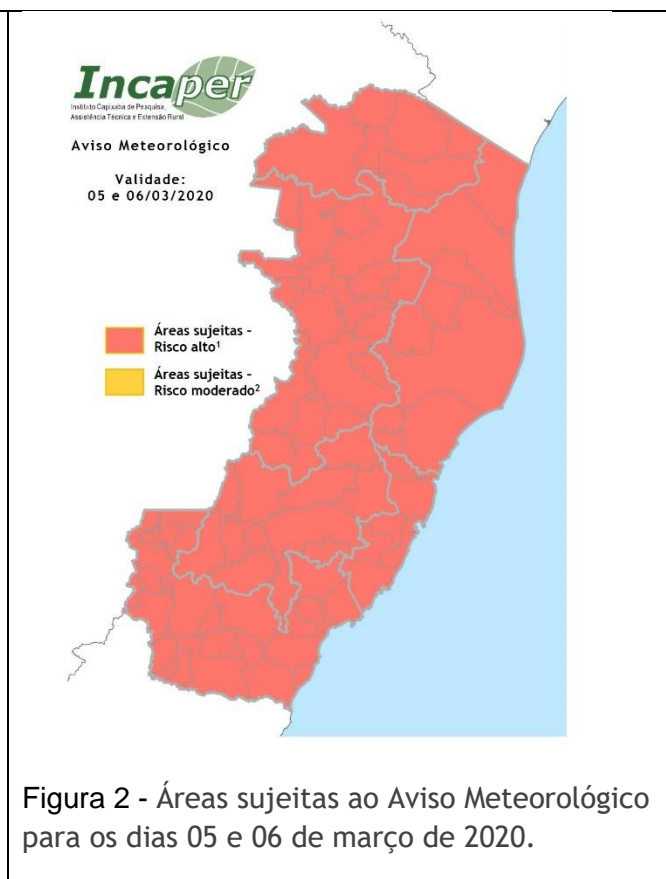 Incaper
Instituto Capixaba de Pesquisa,
Assistência Técnica e Extensão Rural
Aviso Meteorológico
Validade:
05 e 06/03/2020
Áreas sujeitas -
Risco alto¹
Áreas sujeitas -
Risco moderado²
Figura 2 - Áreas sujeitas ao Aviso Meteorológico
para os dias 05 e 06 de março de 2020.